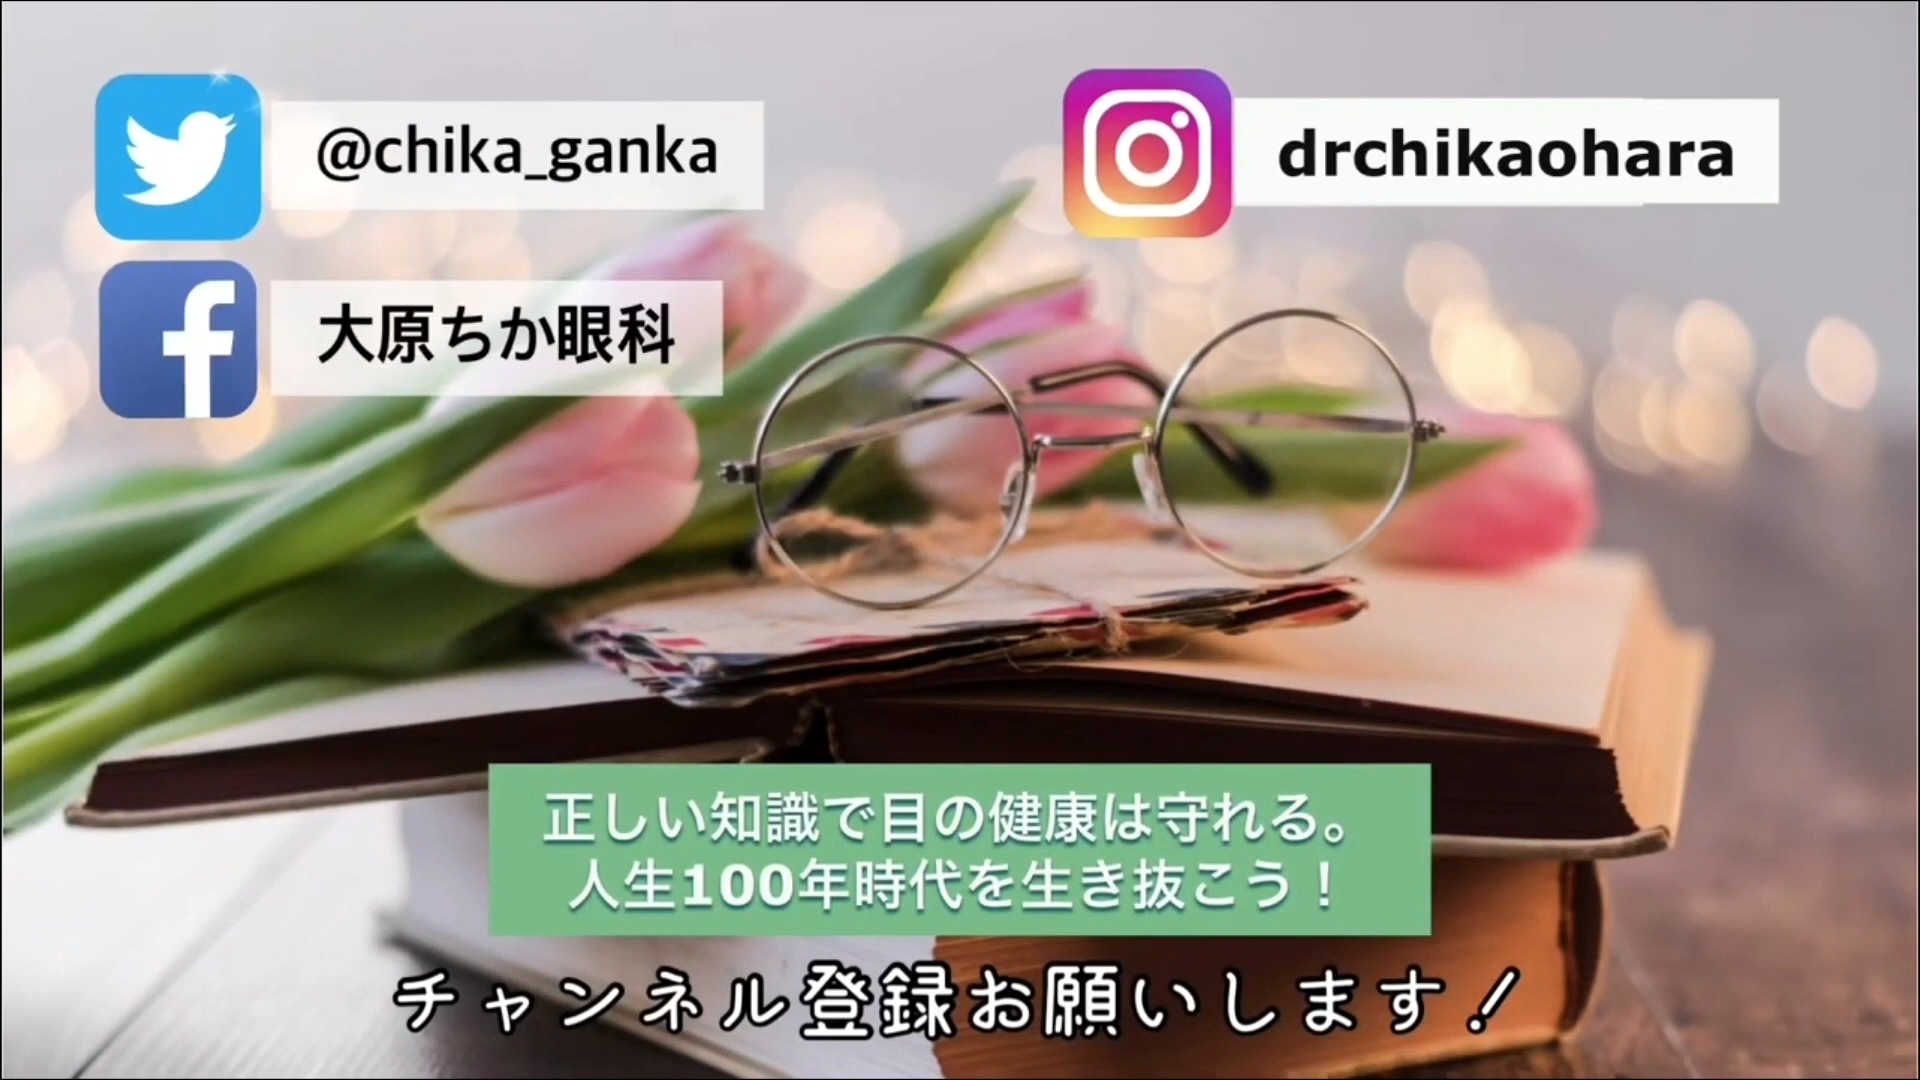 @chika_ganka
drchikaohara
大原ちか眼科
正しい知識で目の健康は守れる。
人生100年時代を生き抜こう！
チャンネル登録お願いします！